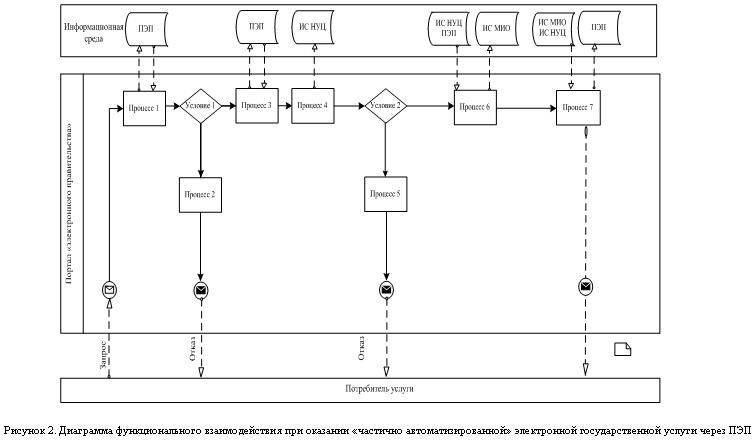 Информационная
среда
ПЭП
ПЭП
ИС НУЦ
ИС НУЦ
ПЭП
ИС МИО
ИС МИО
ИС НУЦ
ПЭП
Портал «электронного правительства»
Процесс 1
Условие 1
Процесс 3
Процесс 4
Условие 2
Процесс 6
Процесс 7
Процесс 2
Процесс 5
Запрос
Отказ
Отказ
Потребитель услуги
Рисунок 2. Диаграмма функционального взаимодействия при оказании «частично автоматизированной» электронной государственной услуги через ПЭП